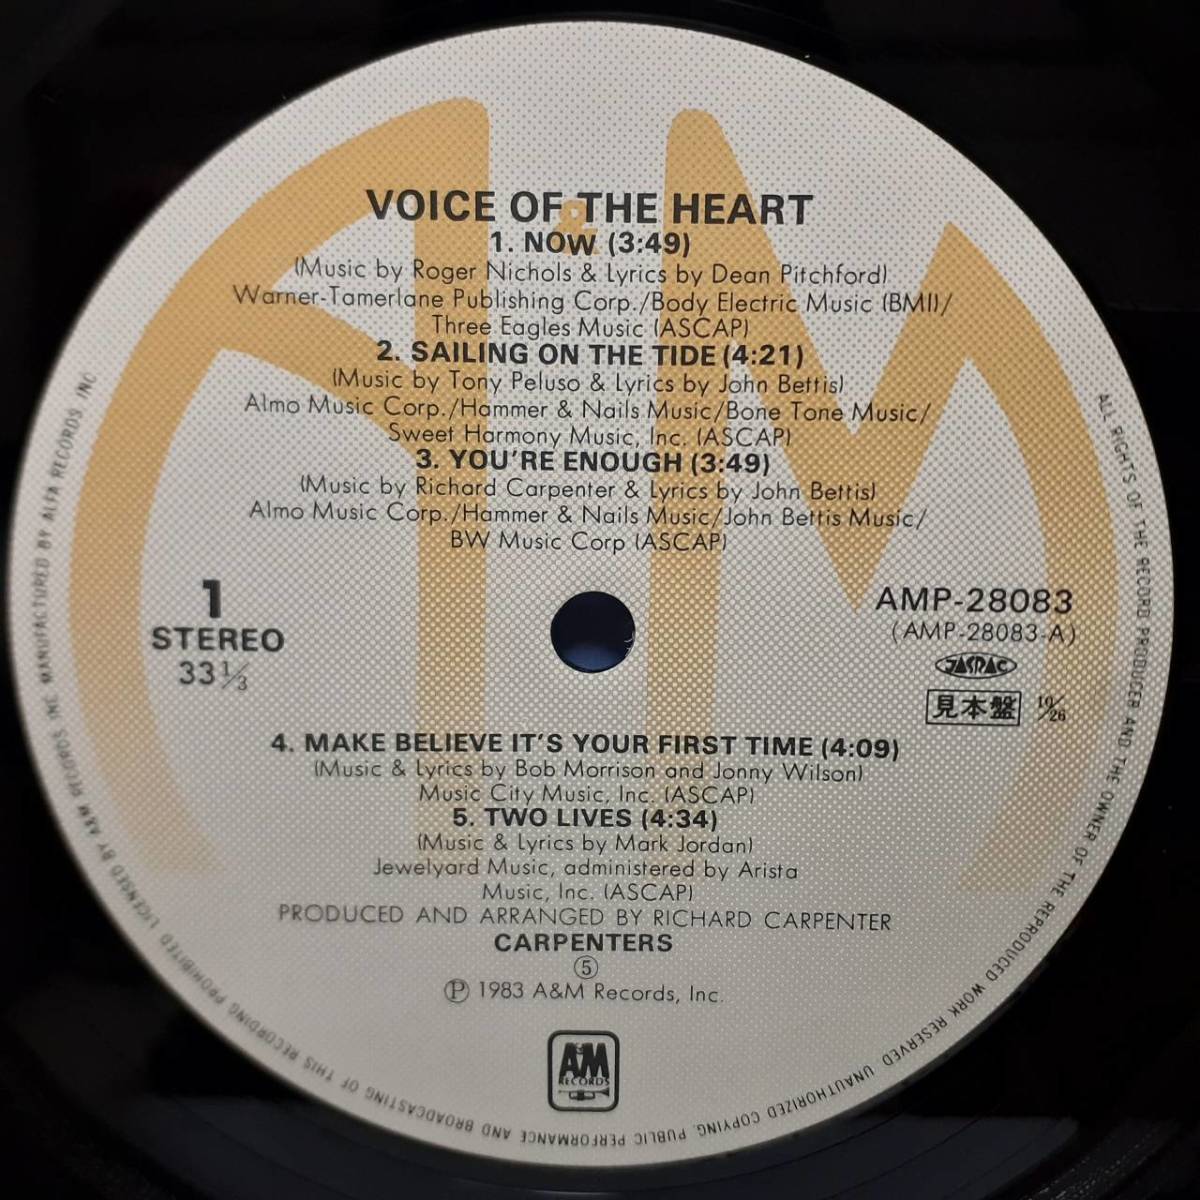 VOICE OF THE HEART
&
1. NOW (3:49)
(Music by Roger Nichols & Lyrics by Dean Pitchford)
Warner-Tamerlane Publishing Corp./Body Electric Music (BMI)/
Three Eagles Music (ASCAP)
2. SAILING ON THE TIDE (4:21)
(Music by Tony Peluso & Lyrics by John Bettis)
Almo Music Corp./Hammer & Nails Music/Bone Tone Music/
Sweet Harmony Music, Inc. (ASCAP)
3. YOU'RE ENOUGH (3:49)
(Music by Richard Carpenter & Lyrics by John Bettis)
Almo Music Corp./Hammer & Nails Music/John Bettis Music/
BW Music Corp (ASCAP)
1
STEREO
33⅓
AMP-28083
(AMP-28083-A)
JASRAC
見本盤 10/26
4. MAKE BELIEVE IT'S YOUR FIRST TIME (4:09)
(Music & Lyrics by Bob Morrison and Jonny Wilson)
Music City Music, Inc. (ASCAP)
5. TWO LIVES (4:34)
(Music & Lyrics by Mark Jordan)
Jewelyard Music, administered by Arista
Music, Inc. (ASCAP)
PRODUCED AND ARRANGED BY RICHARD CARPENTER
CARPENTERS
⑤
Ⓟ 1983 A&M Records, Inc.
A&M
RECORDS
ALL RIGHTS OF THE RECORD PRODUCER AND THE OWNER OF THE REPRODUCED WORK RESERVED. UNAUTHORIZED COPYING, PUBLIC PERFORMANCE AND BROADCASTING OF THIS RECORDING PROHIBITED. LICENSED BY A&M RECORDS INC. MANUFACTURED BY ALFA RECORDS INC